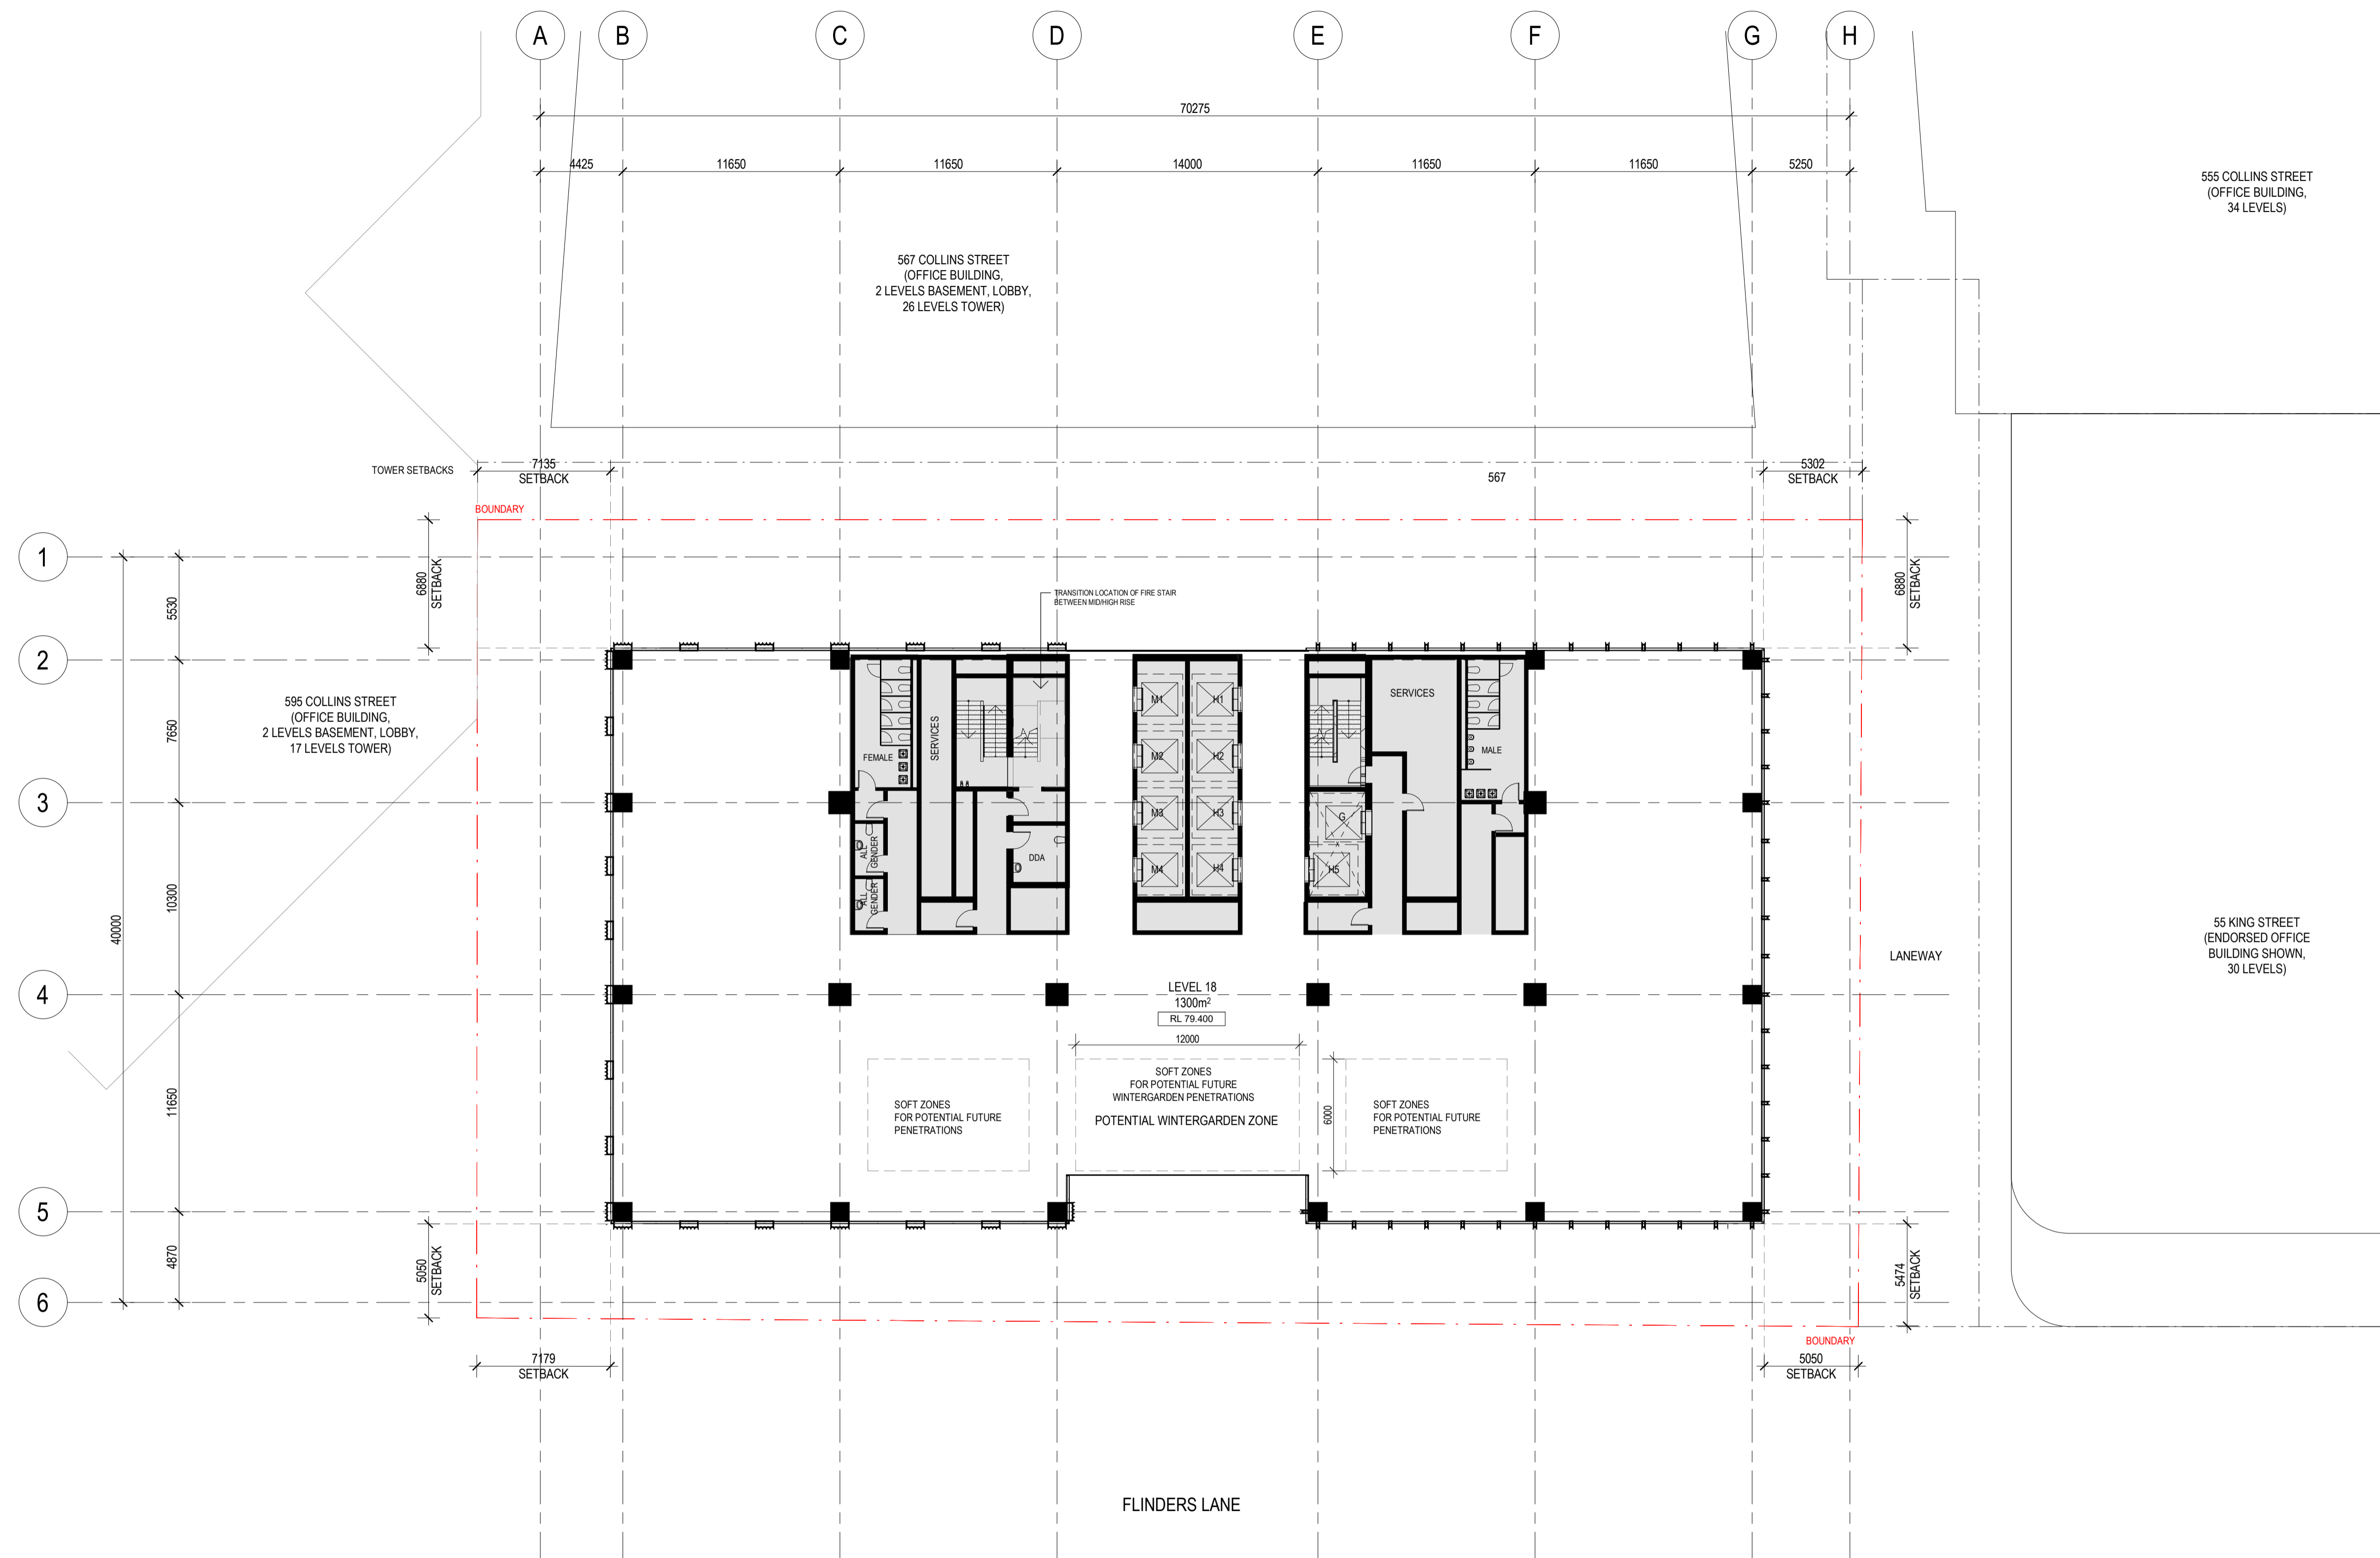 A
B
C
D
E
F
G
H
70275
4425
11650
11650
14000
11650
11650
5250
555 COLLINS STREET
(OFFICE BUILDING,
34 LEVELS)
567 COLLINS STREET
(OFFICE BUILDING,
2 LEVELS BASEMENT, LOBBY,
26 LEVELS TOWER)
TOWER SETBACKS
7135
SETBACK
567
5302
SETBACK
BOUNDARY
1
2
3
4
5
6
40000
5530
7650
10300
11650
4870
6880
SETBACK
6880
SETBACK
TRANSITION LOCATION OF FIRE STAIR
BETWEEN MID/HIGH RISE
595 COLLINS STREET
(OFFICE BUILDING,
2 LEVELS BASEMENT, LOBBY,
17 LEVELS TOWER)
FEMALE
SERVICES
ALL
GENDER
ALL
GENDER
DDA
M1
H1
M2
H2
M3
H3
M4
H4
G
H5
SERVICES
MALE
LANEWAY
55 KING STREET
(ENDORSED OFFICE
BUILDING SHOWN,
30 LEVELS)
LEVEL 18
1300m²
RL 79.400
12000
SOFT ZONES
FOR POTENTIAL FUTURE
WINTERGARDEN PENETRATIONS
POTENTIAL WINTERGARDEN ZONE
SOFT ZONES
FOR POTENTIAL FUTURE
PENETRATIONS
6000
SOFT ZONES
FOR POTENTIAL FUTURE
PENETRATIONS
5050
SETBACK
5474
SETBACK
BOUNDARY
7179
SETBACK
5050
SETBACK
FLINDERS LANE